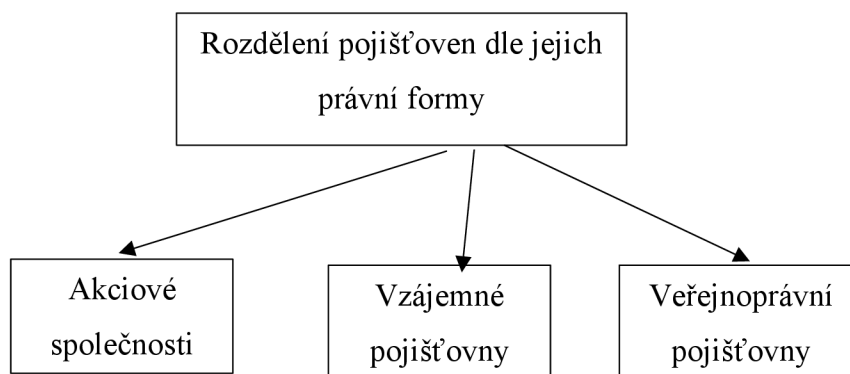 Rozdělení pojišťoven dle jejich
právní formy
Akciové
společnosti
Vzájemné
pojišťovny
Veřejnoprávní
pojišťovny